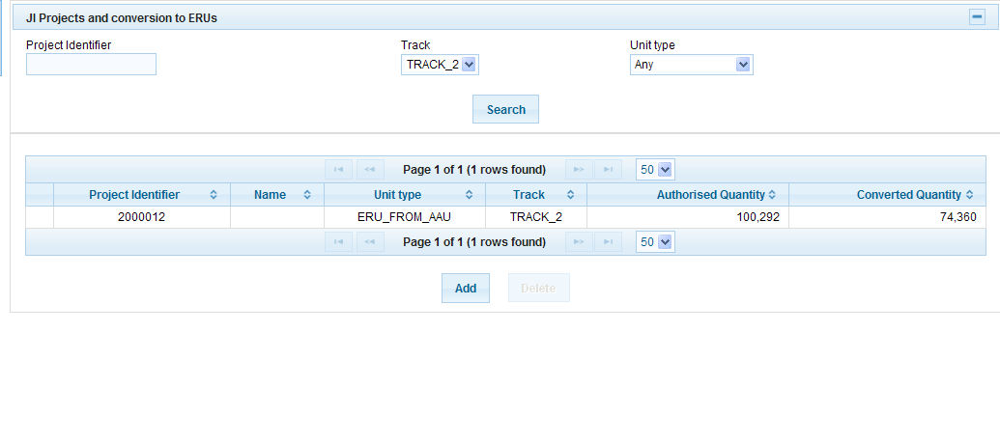 JI Projects and conversion to ERUs
Project Identifier Track Unit type
TRACK_2 Any
Search
Page 1 of 1 (1 rows found) 50
Project Identifier Name Unit type Track Authorised Quantity Converted Quantity
2000012 ERU_FROM_AAU TRACK_2 100,292 74,360
Page 1 of 1 (1 rows found) 50
Add Delete